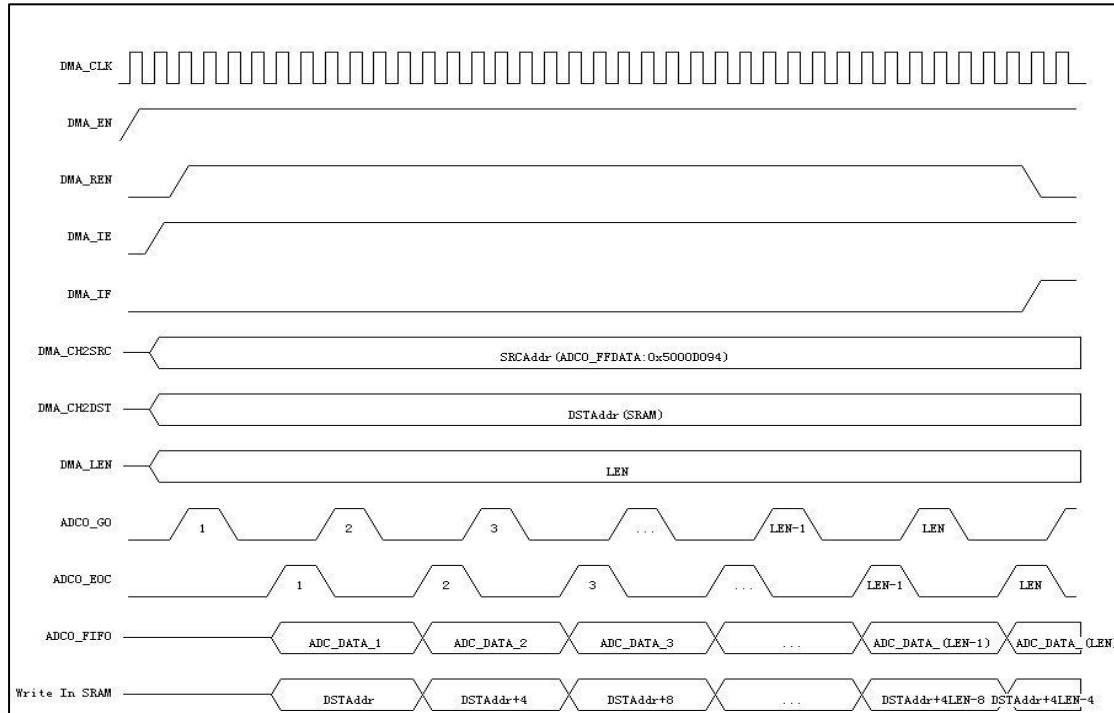 DMA_CLK
DMA_EN
DMA_REN
DMA_IE
DMA_IF
DMA_CH2SRC SRCAddr(ADC0_FFDATA:0x5000D094)
DMA_CH2DST DSTAddr(SRAM)
DMA_LEN LEN
ADC0_GO 1 2 3 ... LEN-1 LEN
ADC0_EOC 1 2 3 ... LEN-1 LEN
ADC0_FIFO ADC_DATA_1 ADC_DATA_2 ADC_DATA_3 ... ADC_DATA_(LEN-1) ADC_DATA_(LEN)
Write In SRAM DSTAddr DSTAddr+4 DSTAddr+8 ... DSTAddr+4LEN-8 DSTAddr+4LEN-4